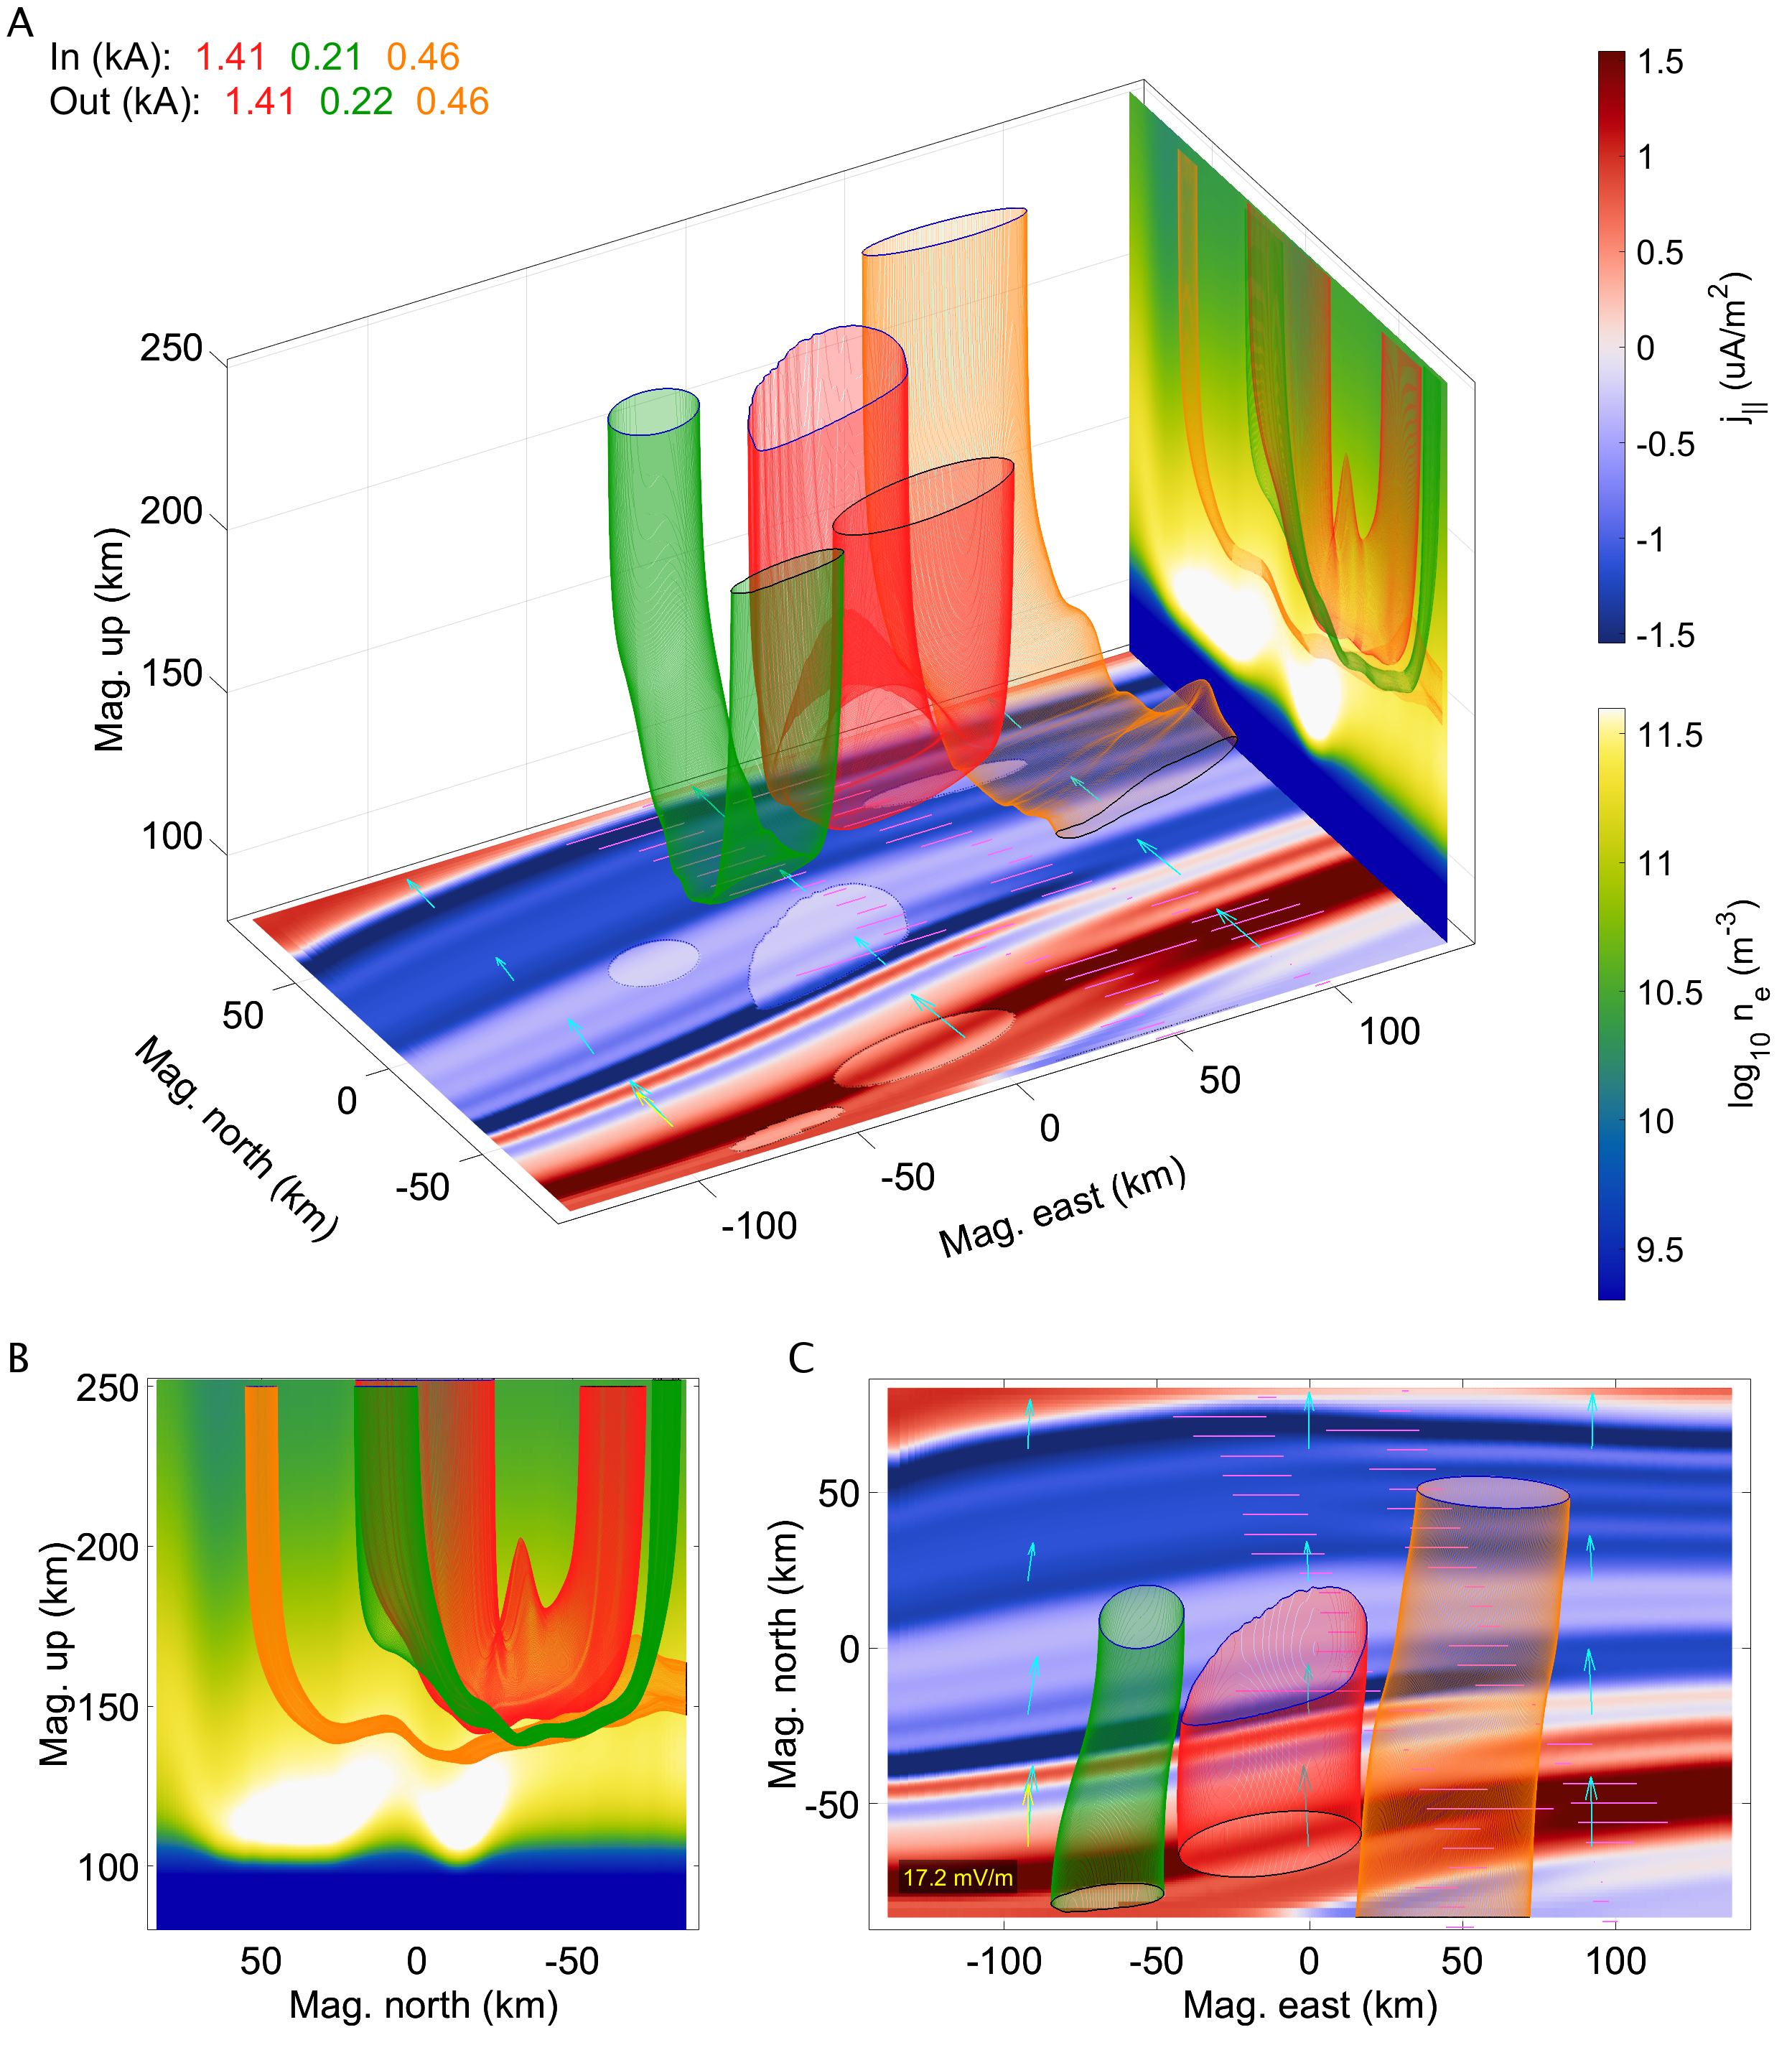 A
In (kA): 1.41 0.21 0.46
Out (kA): 1.41 0.22 0.46
250
200
150
100
Mag. up (km)
50
0
-50
Mag. north (km)
-100
-50
0
50
100
Mag. east (km)
1.5
1
0.5
0
-0.5
-1
-1.5
j|| (uA/m2)
11.5
11
10.5
10
9.5
log10 ne (m-3)
B
250
200
150
100
Mag. up (km)
50
0
-50
Mag. north (km)
C
50
0
-50
Mag. north (km)
17.2 mV/m
-100
-50
0
50
100
Mag. east (km)